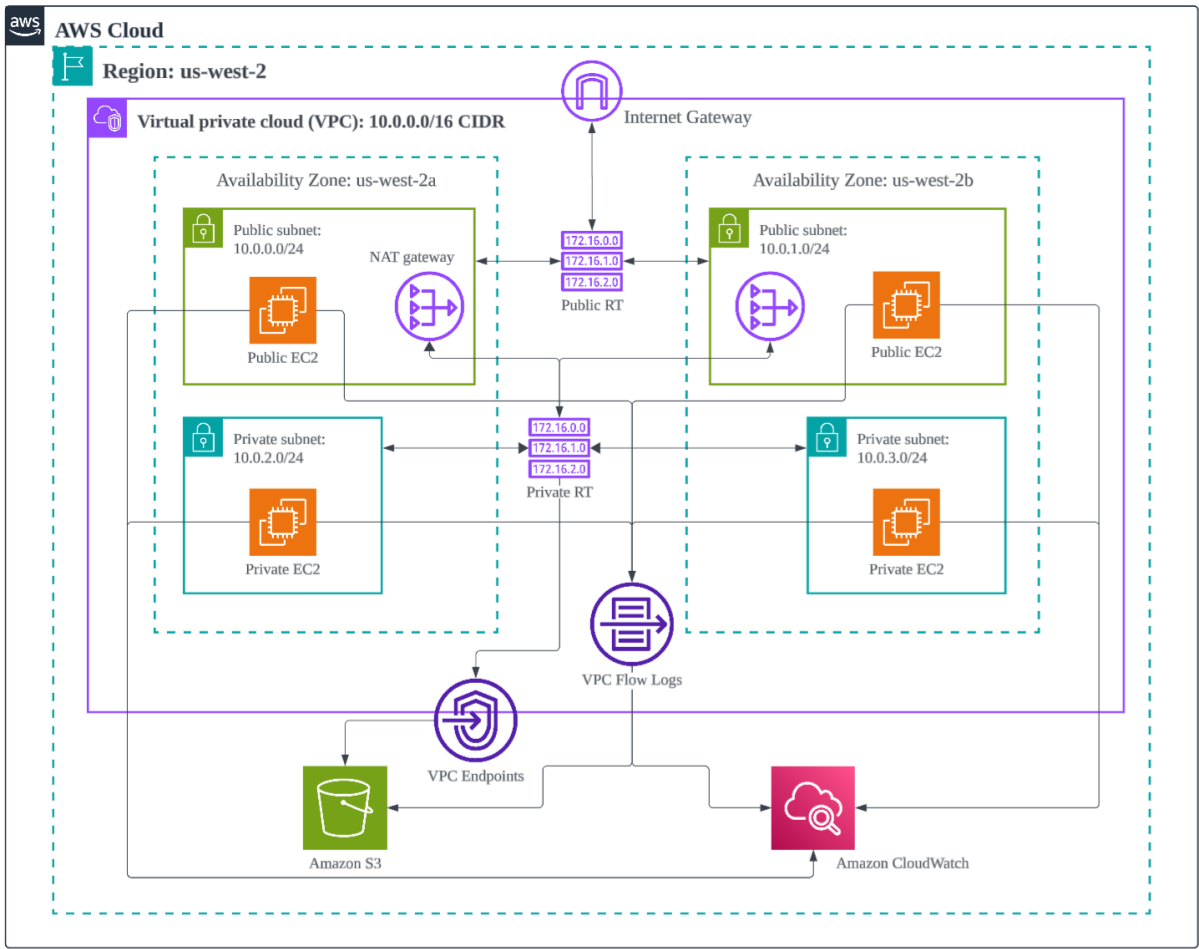 aws
AWS Cloud
Region: us-west-2
Internet Gateway
Virtual private cloud (VPC): 10.0.0.0/16 CIDR
Availability Zone: us-west-2a
Availability Zone: us-west-2b
Public subnet:
10.0.0.0/24
NAT gateway
Public EC2
172.16.0.0
172.16.1.0
172.16.2.0
Public RT
Public subnet:
10.0.1.0/24
Public EC2
Private subnet:
10.0.2.0/24
Private EC2
172.16.0.0
172.16.1.0
172.16.2.0
Private RT
Private subnet:
10.0.3.0/24
Private EC2
VPC Flow Logs
VPC Endpoints
Amazon S3
Amazon CloudWatch